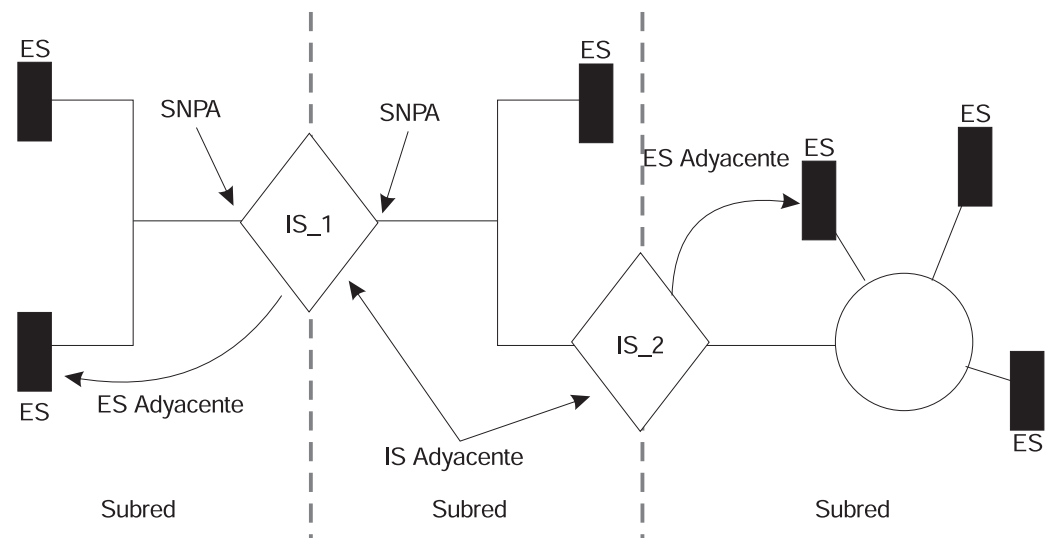 ES
ES
SNPA
SNPA
ES
ES Adyacente
ES
IS_1
IS_2
ES Adyacente
ES
IS Adyacente
ES
Subred
Subred
Subred